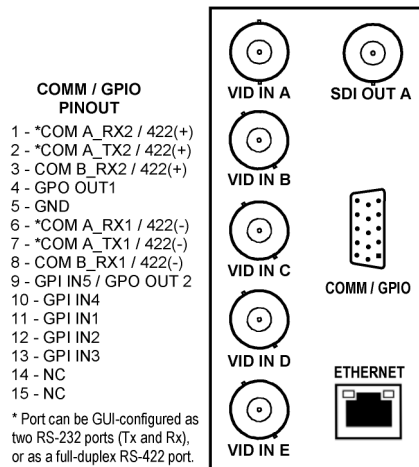 COMM / GPIO
PINOUT
1 - *COM A_RX2 / 422(+)
2 - *COM A_TX2 / 422(+)
3 - COM B_RX2 / 422(+)
4 - GPO OUT1
5 - GND
6 - *COM A_RX1 / 422(-)
7 - *COM A_TX1 / 422(-)
8 - COM B_RX1 / 422(-)
9 - GPI IN5 / GPO OUT 2
10 - GPI IN4
11 - GPI IN1
12 - GPI IN2
13 - GPI IN3
14 - NC
15 - NC
* Port can be GUI-configured as
two RS-232 ports (Tx and Rx),
or as a full-duplex RS-422 port.
VID IN A
SDI OUT A
VID IN B
VID IN C
COMM / GPIO
VID IN D
ETHERNET
VID IN E